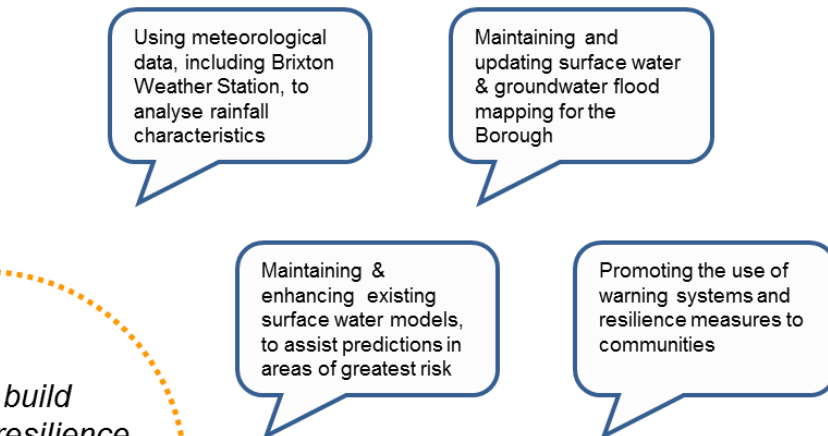 Using meteorological
data, including Brixton
Weather Station, to
analyse rainfall
characteristics
Maintaining and
updating surface water
& groundwater flood
mapping for the
Borough
Maintaining &
enhancing existing
surface water models,
to assist predictions in
areas of greatest risk
Promoting the use of
warning systems and
resilience measures to
communities
build
resilience